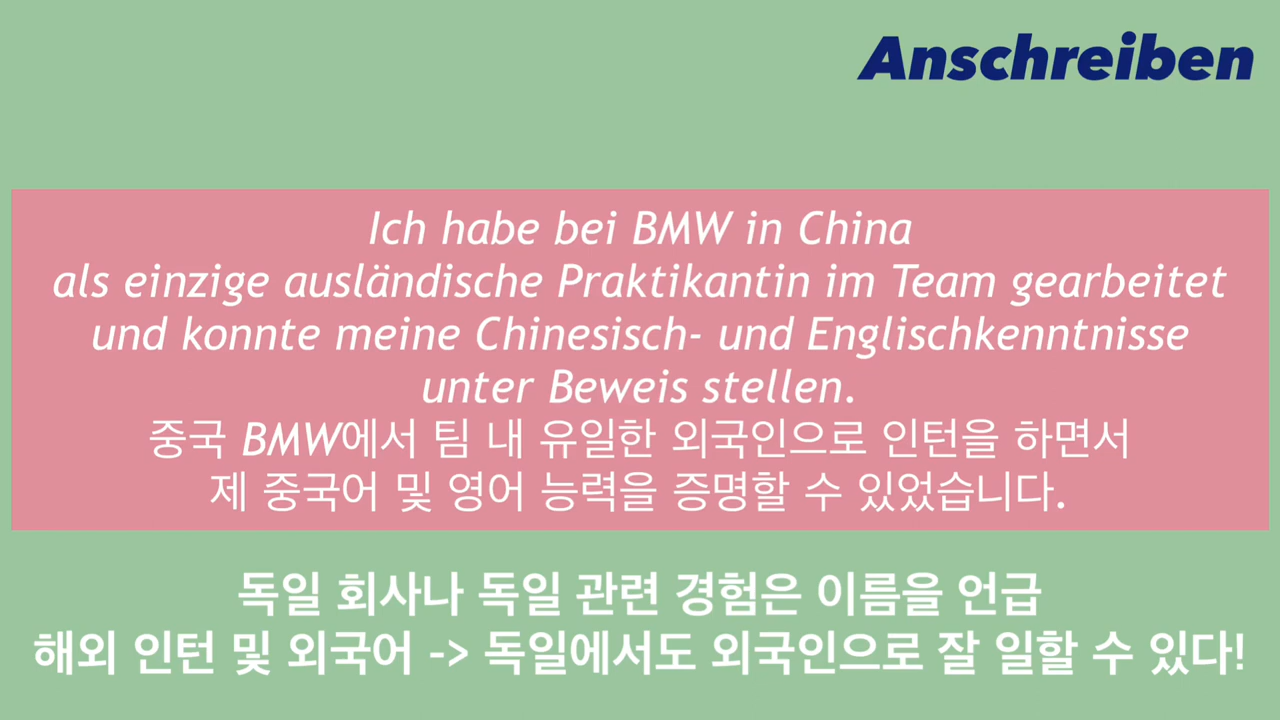 Anschreiben
Ich habe bei BMW in China
als einzige ausländische Praktikantin im Team gearbeitet
und konnte meine Chinesisch- und Englischkenntnisse
unter Beweis stellen.
중국 BMW에서 팀 내 유일한 외국인으로 인턴을 하면서
제 중국어 및 영어 능력을 증명할 수 있었습니다.
독일 회사나 독일 관련 경험은 이름을 언급
해외 인턴 및 외국어 -> 독일에서도 외국인으로 잘 일할 수 있다!